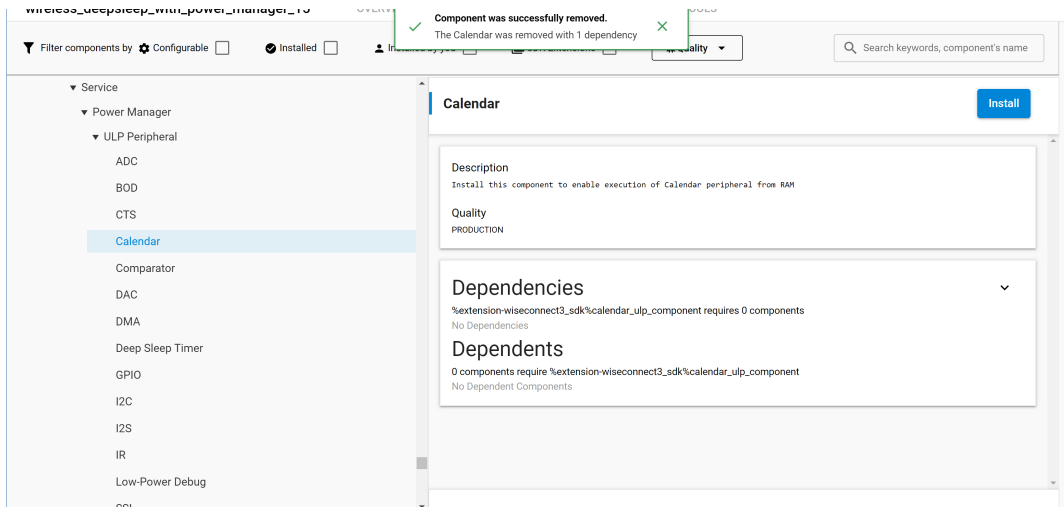 wireless_deepsleep_with_power_manager_15
Component was successfully removed.
The Calendar was removed with 1 dependency
Filter components by
Configurable
Installed
Quality
Search keywords, component's name
Service
Power Manager
ULP Peripheral
ADC
BOD
CTS
Calendar
Comparator
DAC
DMA
Deep Sleep Timer
GPIO
I2C
I2S
IR
Low-Power Debug
Calendar
Install
Description
Install this component to enable execution of Calendar peripheral from RAM
Quality
PRODUCTION
Dependencies
%extension-wiseconnect3_sdk%calendar_ulp_component requires 0 components
No Dependencies
Dependents
0 components require %extension-wiseconnect3_sdk%calendar_ulp_component
No Dependent Components